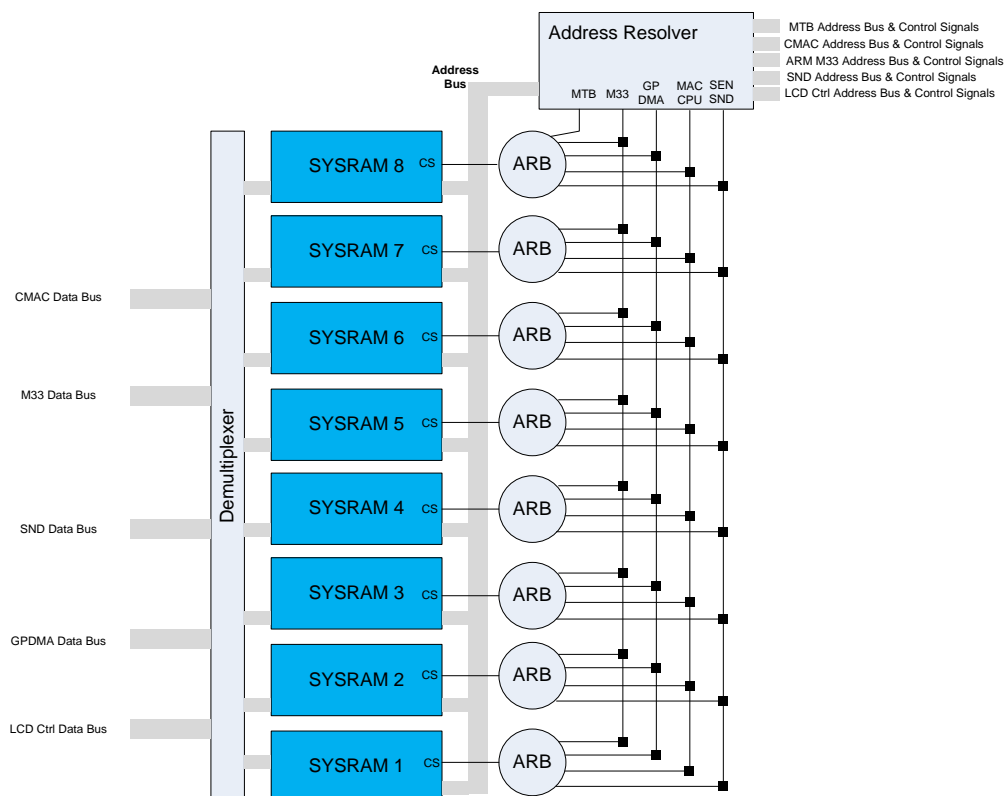 Address Resolver
MTB Address Bus & Control Signals
CMAC Address Bus & Control Signals
ARM M33 Address Bus & Control Signals
SND Address Bus & Control Signals
LCD Ctrl Address Bus & Control Signals
Address
Bus
MTB M33 GP DMA MAC CPU SEN SND
SYSRAM 8 CS ARB
SYSRAM 7 CS ARB
CMAC Data Bus
SYSRAM 6 CS ARB
M33 Data Bus
SYSRAM 5 CS ARB
Demultiplexer
SYSRAM 4 CS ARB
SND Data Bus
SYSRAM 3 CS ARB
GPDMA Data Bus
SYSRAM 2 CS ARB
LCD Ctrl Data Bus
SYSRAM 1 CS ARB